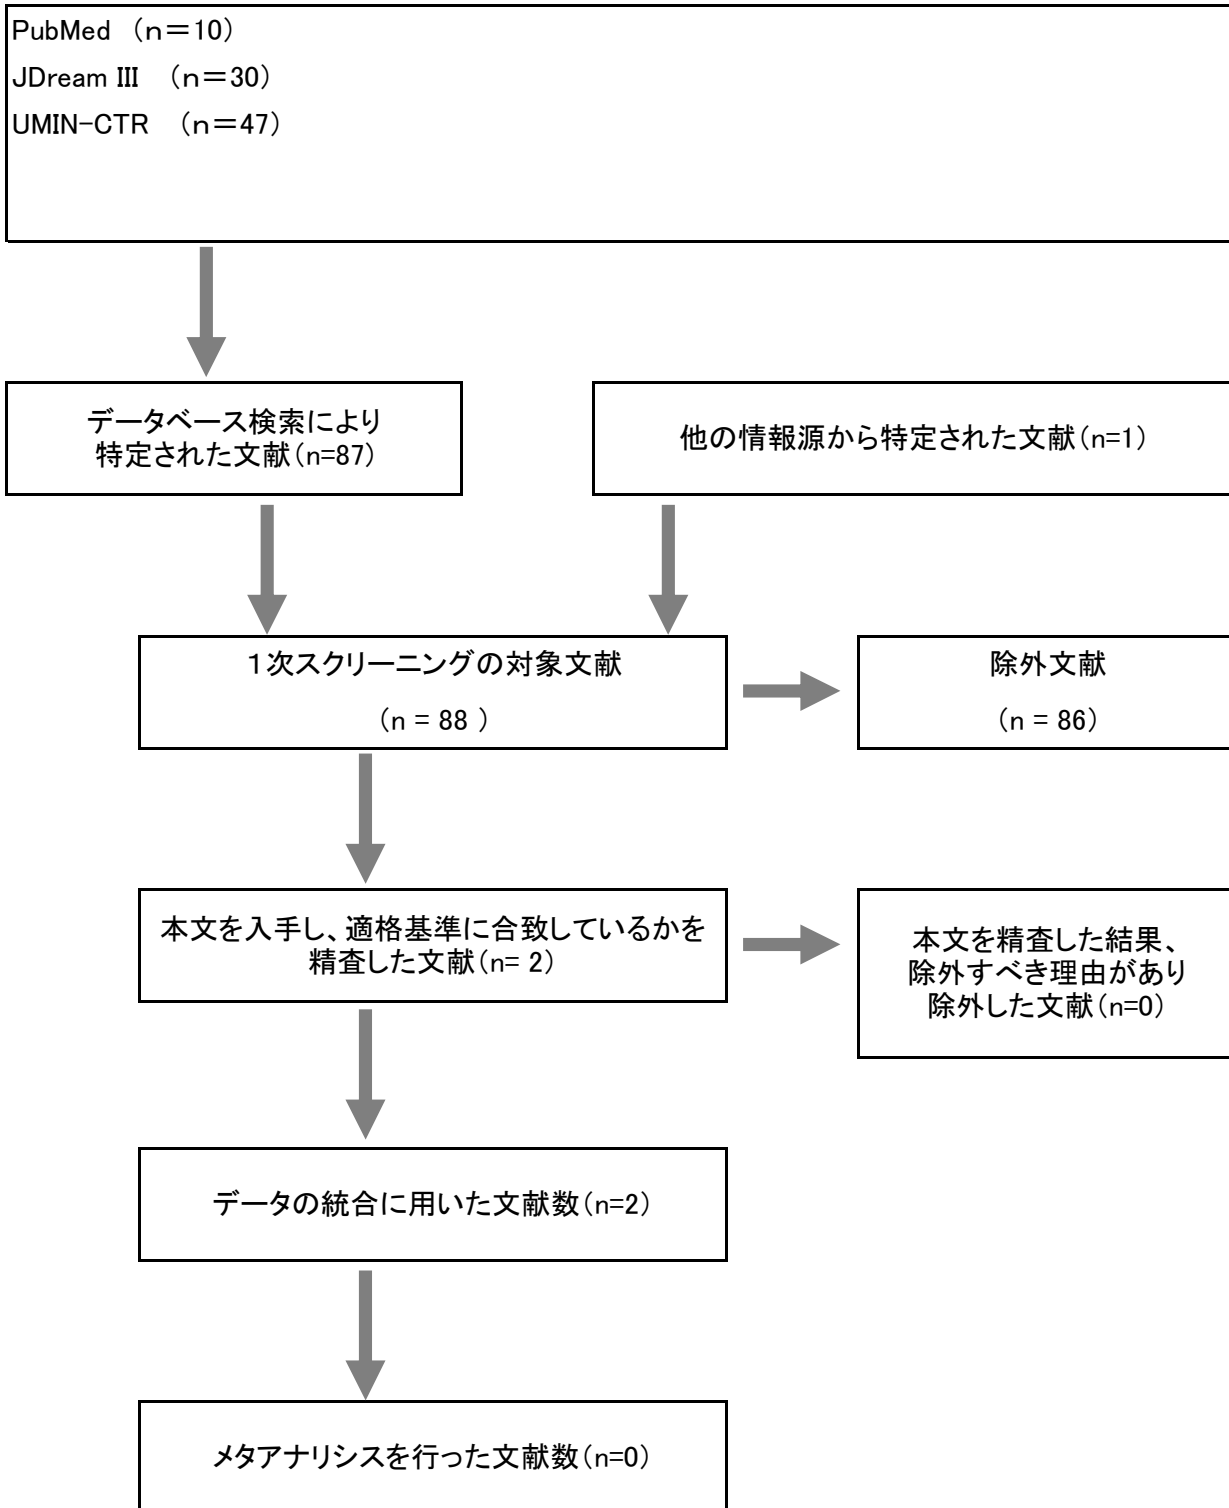 PubMed （n＝10）
JDream III　（n＝30）
UMIN-CTR　（n＝47）
データベース検索により
特定された文献（n=87）
他の情報源から特定された文献（n=1）
１次スクリーニングの対象文献
（n = 88 ）
除外文献
（n = 86）
本文を入手し、適格基準に合致しているかを
精査した文献（n= 2）
本文を精査した結果、
除外すべき理由があり
除外した文献（n=0）
データの統合に用いた文献数（n=2）
メタアナリシスを行った文献数（n=0）